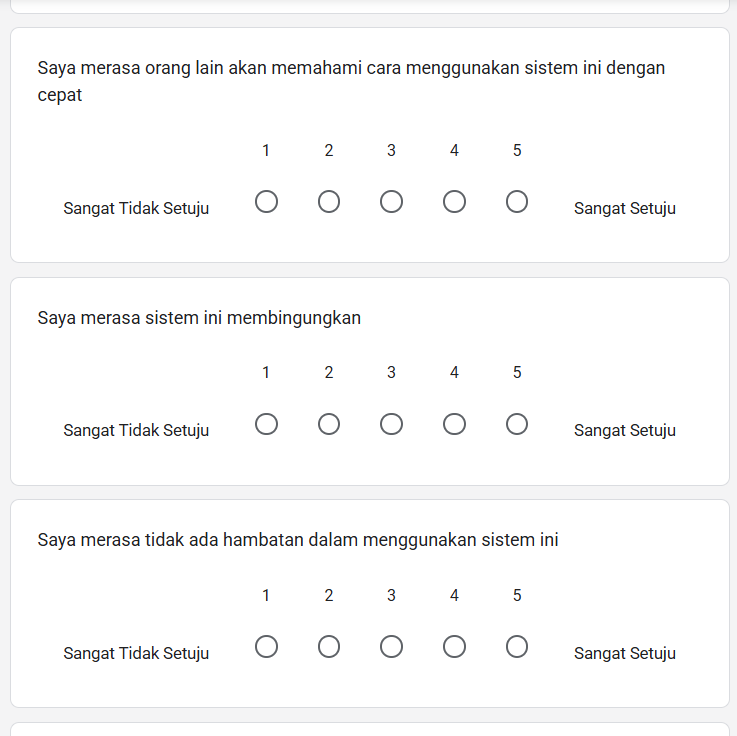 Saya merasa orang lain akan memahami cara menggunakan sistem ini dengan
cepat
1 2 3 4 5
Sangat Tidak Setuju Sangat Setuju
Saya merasa sistem ini membingungkan
1 2 3 4 5
Sangat Tidak Setuju Sangat Setuju
Saya merasa tidak ada hambatan dalam menggunakan sistem ini
1 2 3 4 5
Sangat Tidak Setuju Sangat Setuju